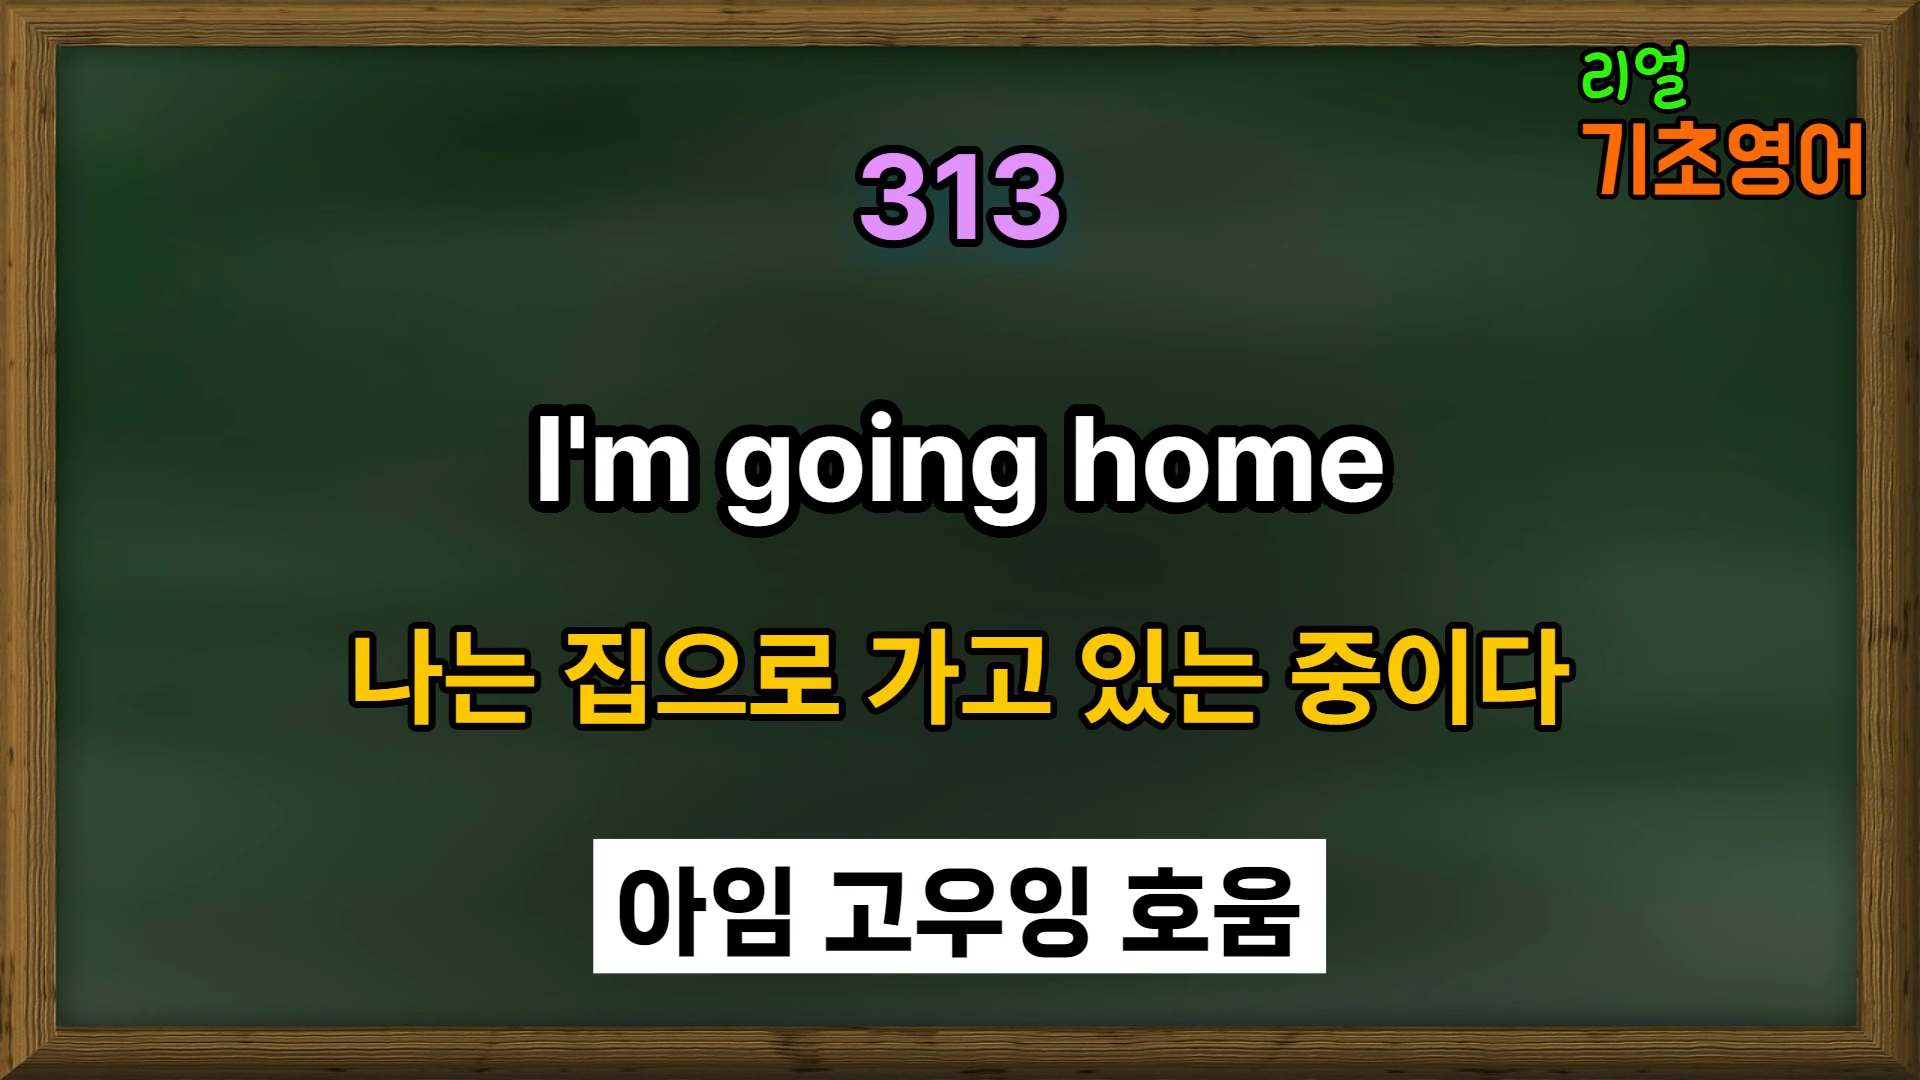 리얼
기초영어
313
I'm going home
나는 집으로 가고 있는 중이다
아임 고우잉 호움